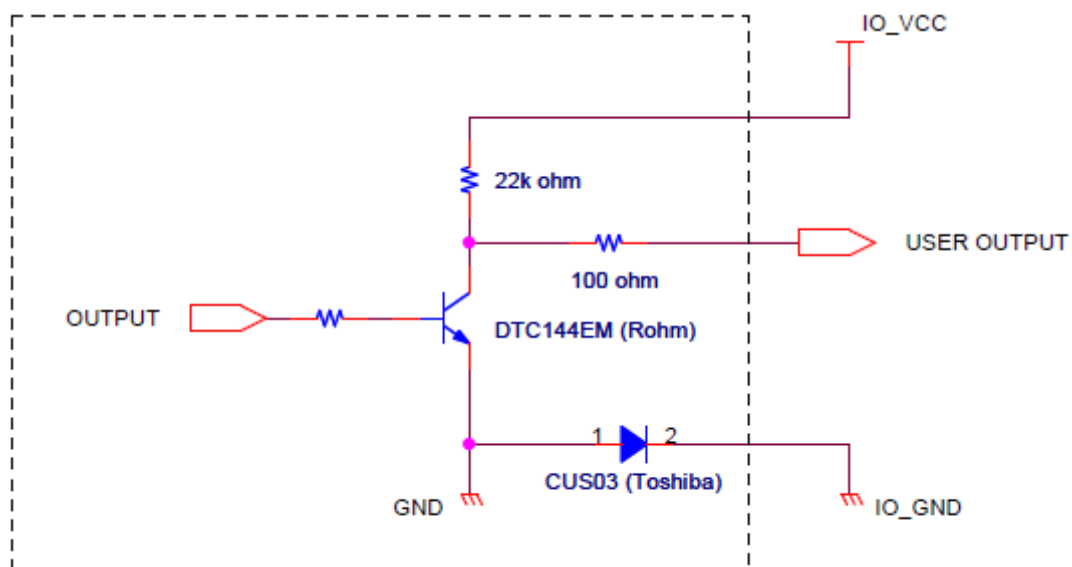 IO_VCC
22k ohm
USER OUTPUT
100 ohm
OUTPUT
DTC144EM (Rohm)
1 2
CUS03 (Toshiba)
GND
IO_GND